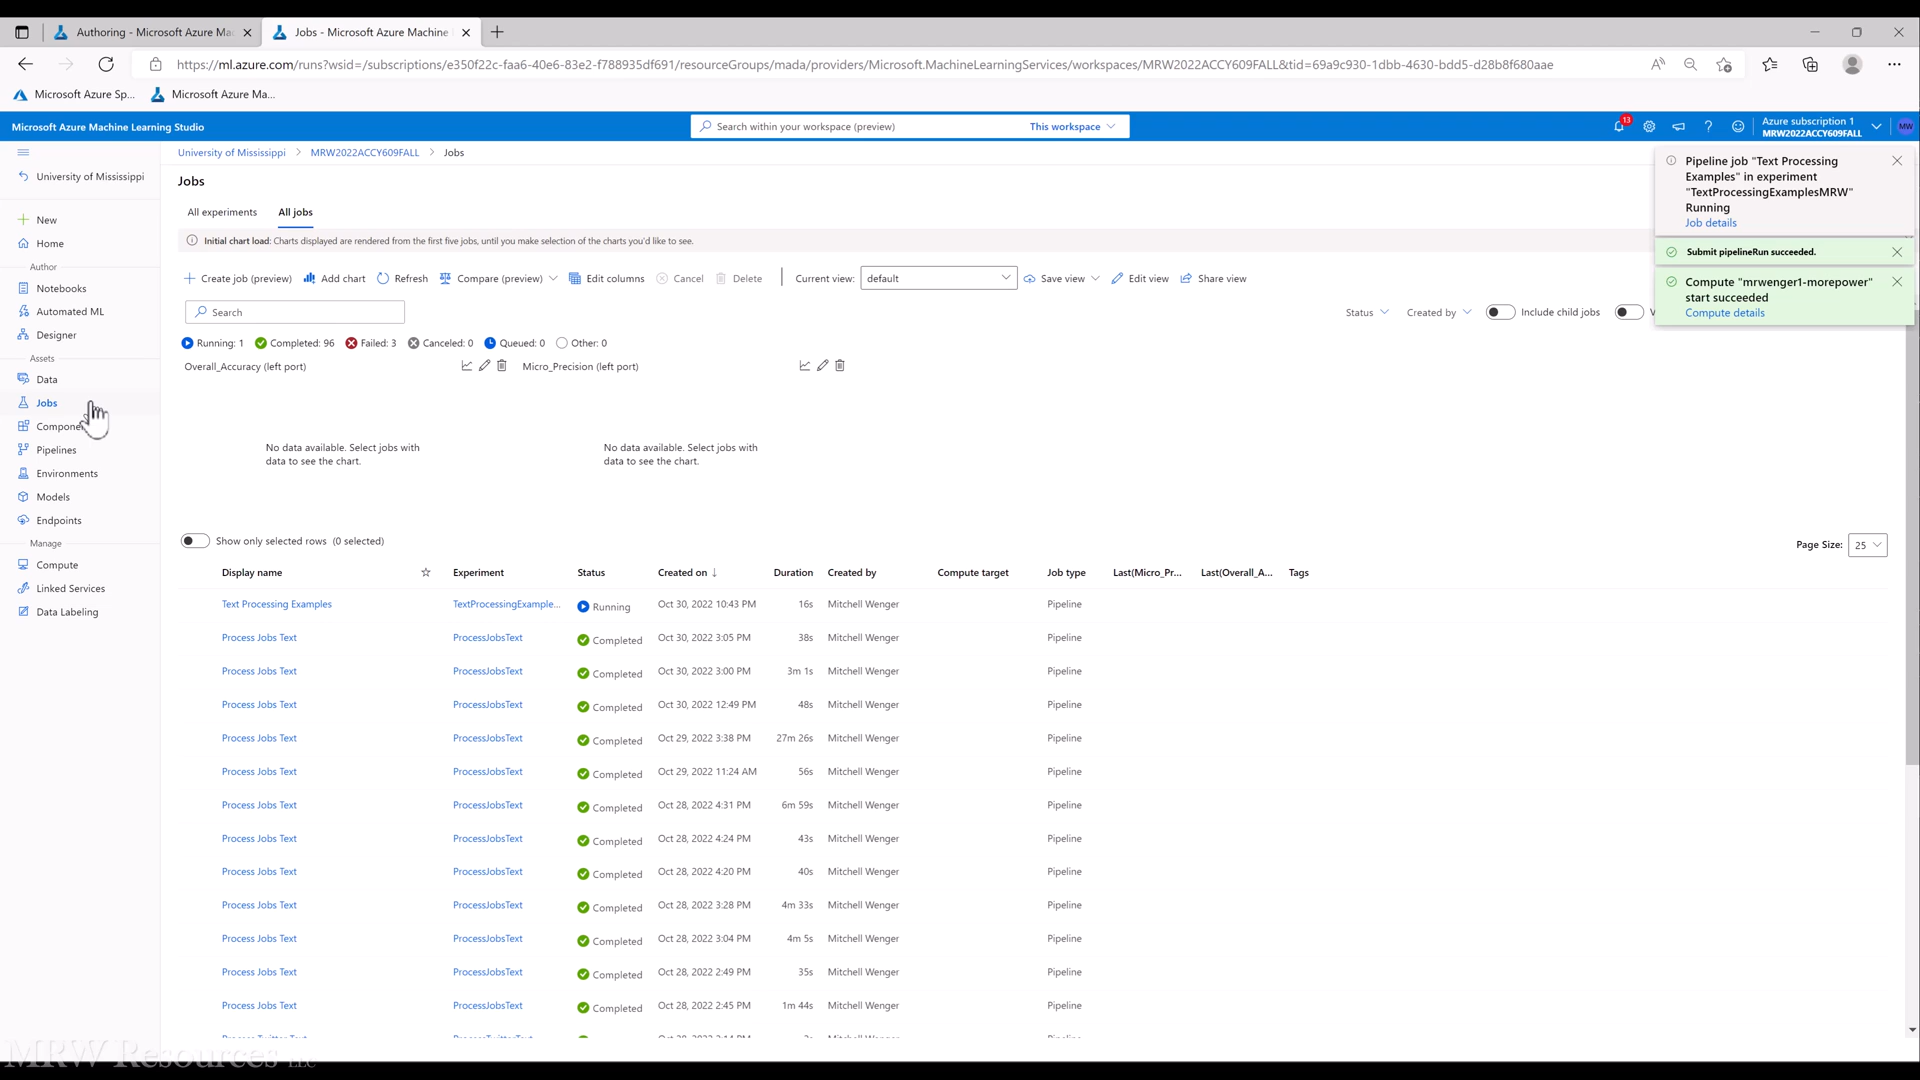 Authoring - Microsoft Azure Ma
Jobs - Microsoft Azure Machine
https://ml.azure.com/runs?wsid=/subscriptions/e350f22c-faa6-40e6-83e2-f788935df691/resourceGroups/mada/providers/Microsoft.MachineLearningServices/workspaces/MRW2022ACCY609FALL&tid=69a9c930-1dbb-4630-bdd5-d28b8f680aae
Microsoft Azure Sp...
Microsoft Azure Ma...
Microsoft Azure Machine Learning Studio
Search within your workspace (preview)
This workspace
13
Azure subscription 1
MRW2022ACCY609FALL
MW
University of Mississippi
New
Home
Author
Notebooks
Automated ML
Designer
Assets
Data
Jobs
Componen
Pipelines
Environments
Models
Endpoints
Manage
Compute
Linked Services
Data Labeling
University of Mississippi > MRW2022ACCY609FALL > Jobs
Jobs
All experiments All jobs
Initial chart load: Charts displayed are rendered from the first five jobs, until you make selection of the charts you'd like to see.
Create job (preview) Add chart Refresh Compare (preview) Edit columns Cancel Delete Current view: default Save view Edit view Share view
Search
Status Created by Include child jobs
Running: 1 Completed: 96 Failed: 3 Canceled: 0 Queued: 0 Other: 0
Overall_Accuracy (left port)
Micro_Precision (left port)
No data available. Select jobs with
data to see the chart.
No data available. Select jobs with
data to see the chart.
Show only selected rows (0 selected)
Page Size: 25
Display name Experiment Status Created on ↓ Duration Created by Compute target Job type Last(Micro_Pr... Last(Overall_A... Tags
Text Processing Examples TextProcessingExample... Running Oct 30, 2022 10:43 PM 16s Mitchell Wenger Pipeline
Process Jobs Text ProcessJobsText Completed Oct 30, 2022 3:05 PM 38s Mitchell Wenger Pipeline
Process Jobs Text ProcessJobsText Completed Oct 30, 2022 3:00 PM 3m 1s Mitchell Wenger Pipeline
Process Jobs Text ProcessJobsText Completed Oct 30, 2022 12:49 PM 48s Mitchell Wenger Pipeline
Process Jobs Text ProcessJobsText Completed Oct 29, 2022 3:38 PM 27m 26s Mitchell Wenger Pipeline
Process Jobs Text ProcessJobsText Completed Oct 29, 2022 11:24 AM 56s Mitchell Wenger Pipeline
Process Jobs Text ProcessJobsText Completed Oct 28, 2022 4:31 PM 6m 59s Mitchell Wenger Pipeline
Process Jobs Text ProcessJobsText Completed Oct 28, 2022 4:24 PM 43s Mitchell Wenger Pipeline
Process Jobs Text ProcessJobsText Completed Oct 28, 2022 4:20 PM 40s Mitchell Wenger Pipeline
Process Jobs Text ProcessJobsText Completed Oct 28, 2022 3:28 PM 4m 33s Mitchell Wenger Pipeline
Process Jobs Text ProcessJobsText Completed Oct 28, 2022 3:04 PM 4m 5s Mitchell Wenger Pipeline
Process Jobs Text ProcessJobsText Completed Oct 28, 2022 2:49 PM 35s Mitchell Wenger Pipeline
Process Jobs Text ProcessJobsText Completed Oct 28, 2022 2:45 PM 1m 44s Mitchell Wenger Pipeline
Pipeline job "Text Processing
Examples" in experiment
"TextProcessingExamplesMRW"
Running
Job details
Submit pipelineRun succeeded.
Compute "mrwenger1-morepower"
start succeeded
Compute details
MRW Resources LLC